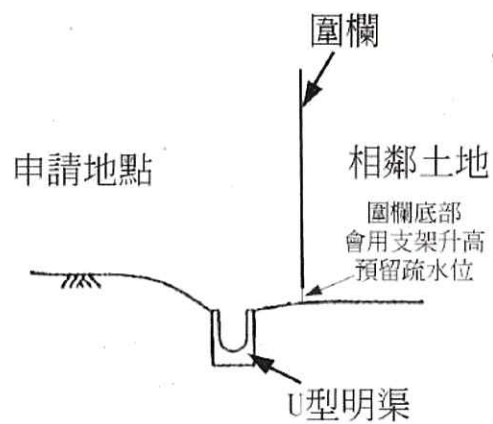 圍欄
申請地點
相鄰土地
圍欄底部
會用支架升高
預留疏水位
U型明渠